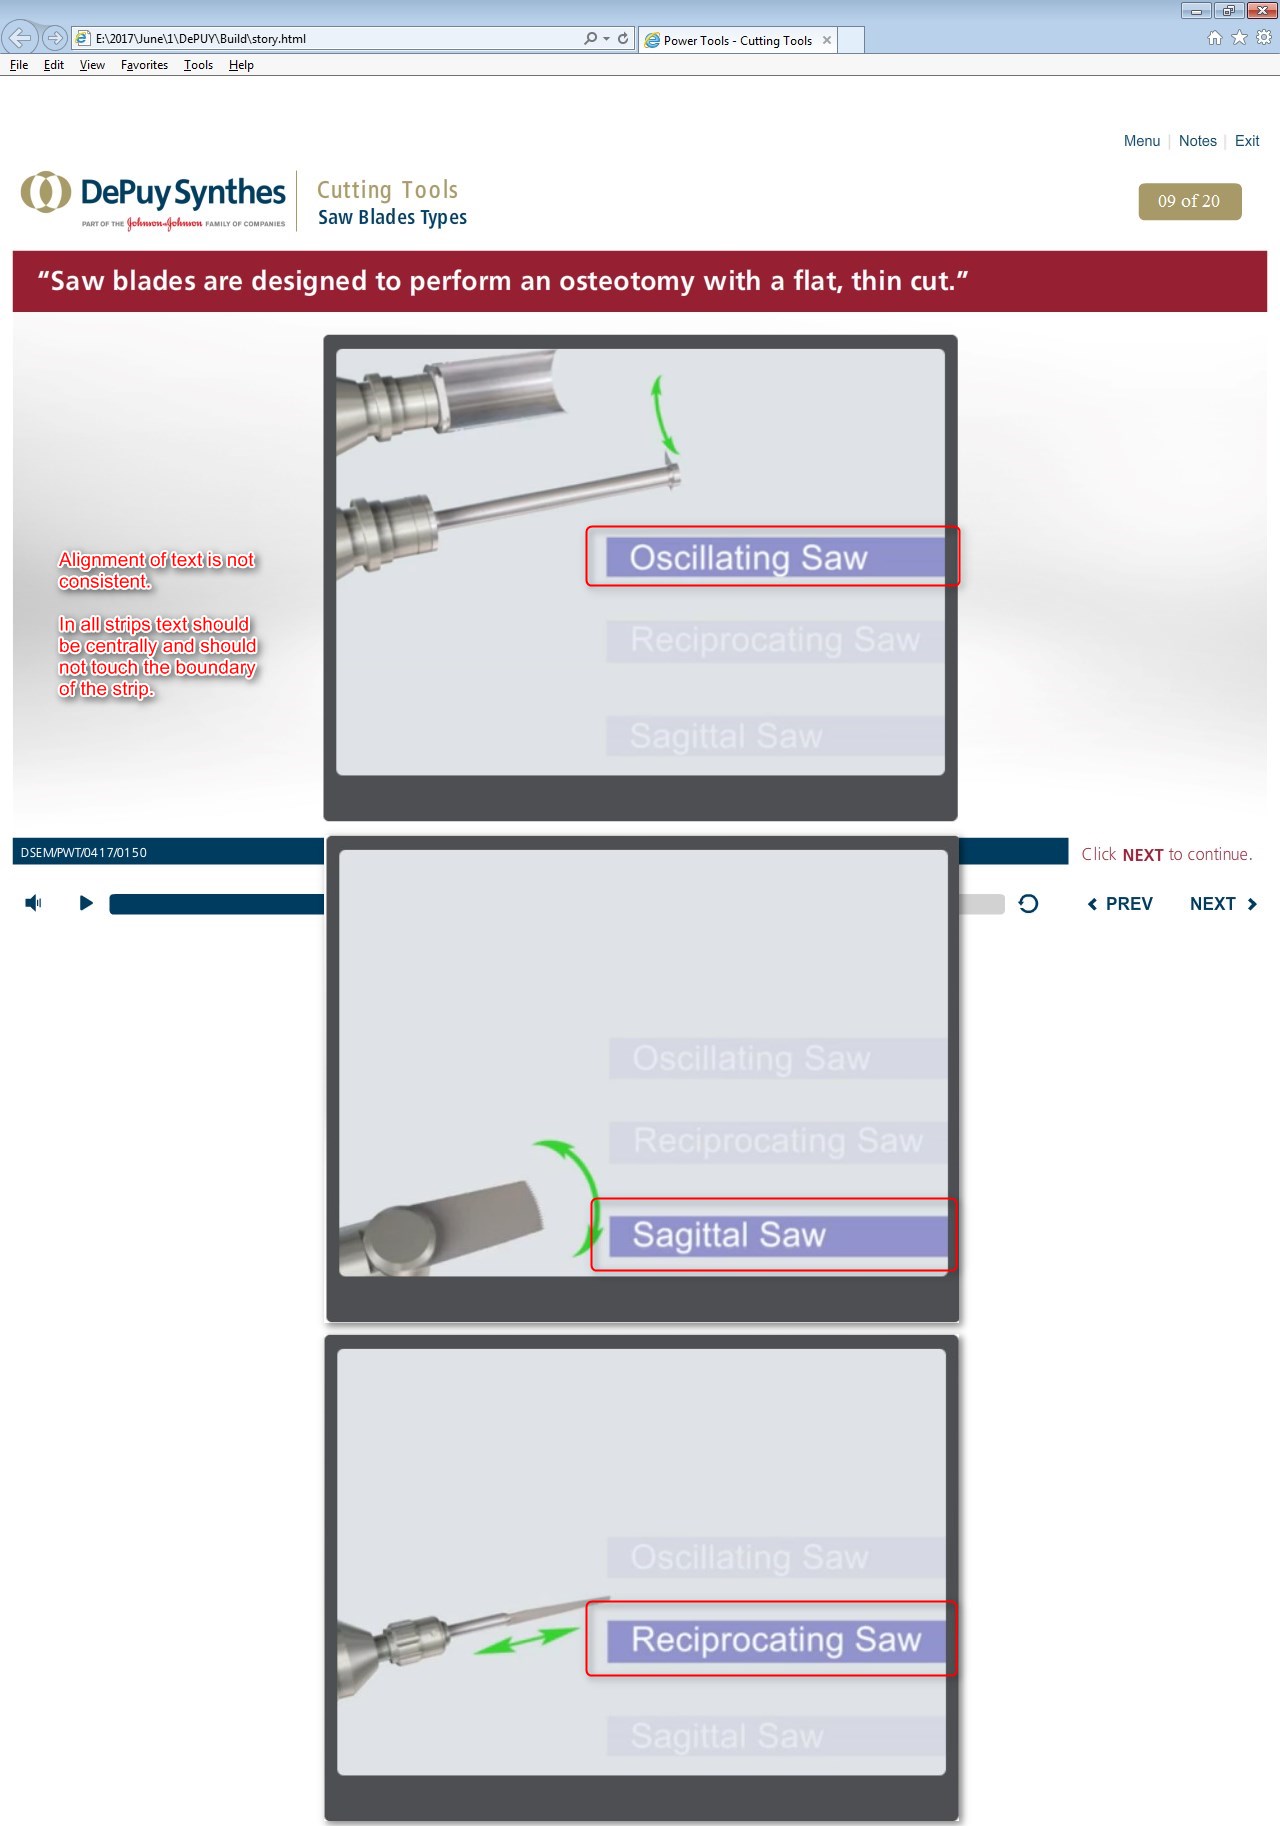 E:\2017\June\1\DePUY\Build\story.html
Power Tools - Cutting Tools
File Edit View Favorites Tools Help
Menu | Notes | Exit
DePuy Synthes
PART OF THE Johnson & Johnson FAMILY OF COMPANIES
Cutting Tools
Saw Blades Types
09 of 20
“Saw blades are designed to perform an osteotomy with a flat, thin cut.”
Oscillating Saw
Reciprocating Saw
Sagittal Saw
Alignment of text is not
consistent.
In all strips text should
be centrally and should
not touch the boundary
of the strip.
DSEM/PWT/0417/0150
Click NEXT to continue.
PREV
NEXT
Oscillating Saw
Reciprocating Saw
Sagittal Saw
Oscillating Saw
Reciprocating Saw
Sagittal Saw